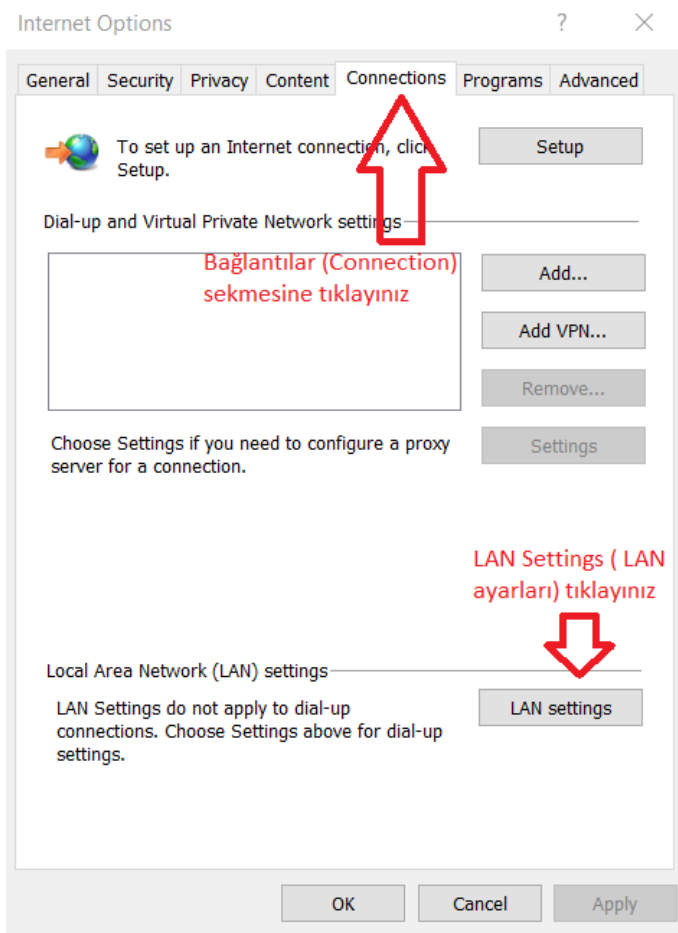 Internet Options
?
General Security Privacy Content Connections Programs Advanced
To set up an Internet connection, click
Setup.
Setup
Dial-up and Virtual Private Network settings
Bağlantılar (Connection)
sekmesine tıklayınız
Add...
Add VPN...
Remove...
Choose Settings if you need to configure a proxy
server for a connection.
Settings
LAN Settings ( LAN
ayarları) tıklayınız
Local Area Network (LAN) settings
LAN Settings do not apply to dial-up
connections. Choose Settings above for dial-up
settings.
LAN settings
OK Cancel Apply